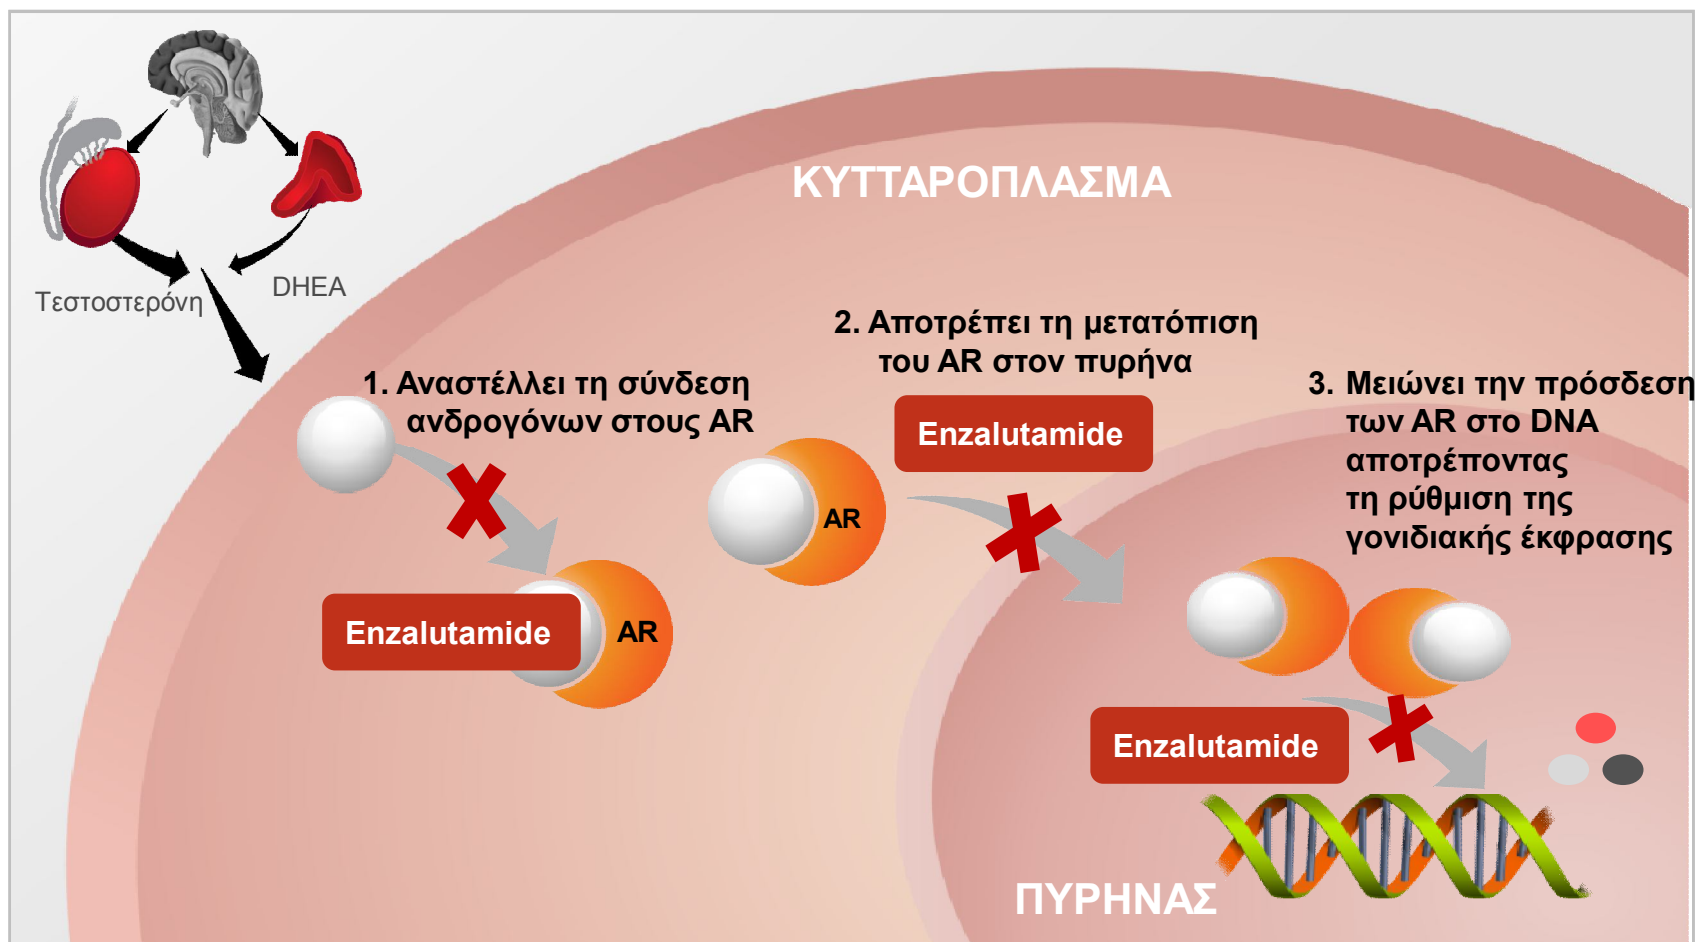 ΚΥΤΤΑΡΟΠΛΑΣΜΑ
Τεστοστερόνη
DHEA
1. Αναστέλλει τη σύνδεση
ανδρογόνων στους AR
Enzalutamide
AR
2. Αποτρέπει τη μετατόπιση
του AR στον πυρήνα
Enzalutamide
AR
3. Μειώνει την πρόσδεση
των AR στο DNA
αποτρέποντας
τη ρύθμιση της
γονιδιακής έκφρασης
Enzalutamide
ΠΥΡΗΝΑΣ